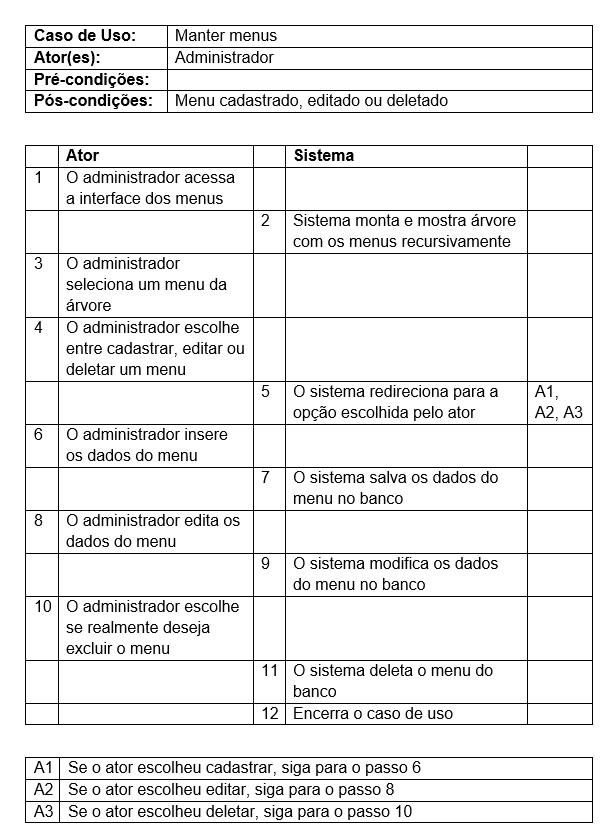 Caso de Uso: Manter menus
Ator(es): Administrador
Pré-condições:
Pós-condições: Menu cadastrado, editado ou deletado
Ator Sistema
1 O administrador acessa
a interface dos menus
2 Sistema monta e mostra árvore
com os menus recursivamente
3 O administrador
seleciona um menu da
árvore
4 O administrador escolhe
entre cadastrar, editar ou
deletar um menu
5 O sistema redireciona para a A1,
opção escolhida pelo ator A2, A3
6 O administrador insere
os dados do menu
7 O sistema salva os dados do
menu no banco
8 O administrador edita os
dados do menu
9 O sistema modifica os dados
do menu no banco
10 O administrador escolhe
se realmente deseja
excluir o menu
11 O sistema deleta o menu do
banco
12 Encerra o caso de uso
A1 Se o ator escolheu cadastrar, siga para o passo 6
A2 Se o ator escolheu editar, siga para o passo 8
A3 Se o ator escolheu deletar, siga para o passo 10